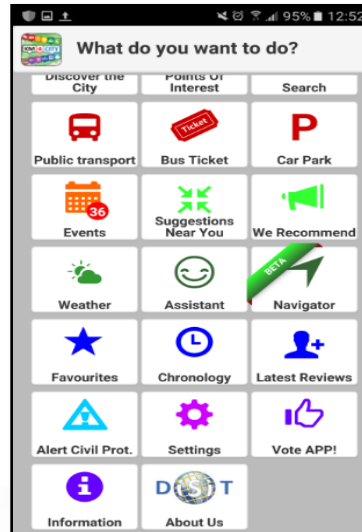 95% 12:52
What do you want to do?
Discover the
City
Points Of
Interest
Search
Public transport
Ticket
Bus Ticket
P
Car Park
36
Events
Suggestions
Near You
We Recommend
Weather
Assistant
BETA
Navigator
Favourites
Chronology
Latest Reviews
Alert Civil Prot.
Settings
Vote APP!
i
Information
DSIT
About Us